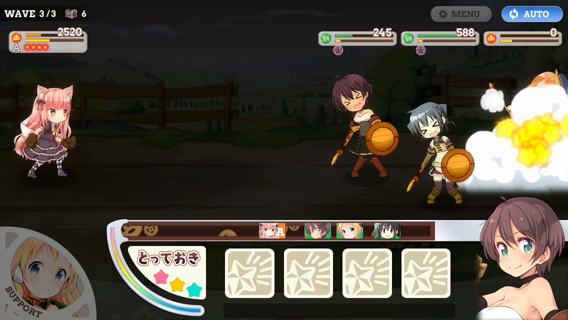 WAVE 3/3 6
MENU
AUTO
2520
A
245
588
0
A
とっておき
SUPPORT